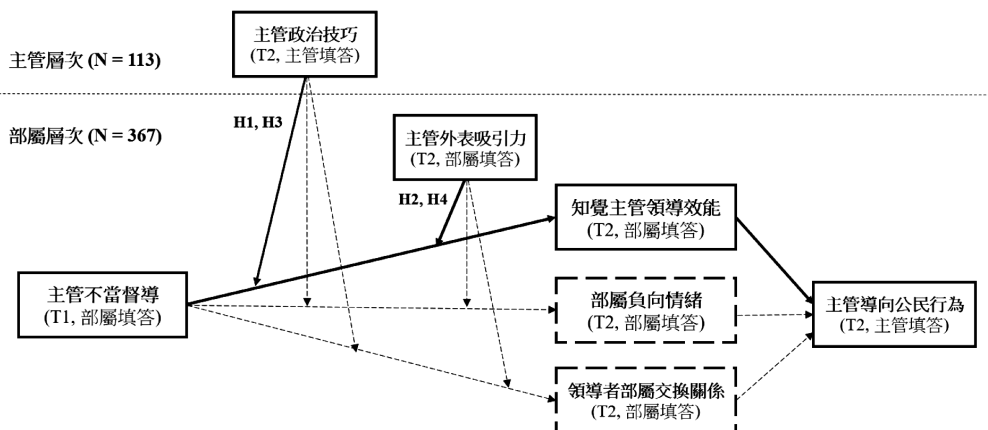 主管政治技巧
(T2, 主管填答)
主管層次 (N = 113)
H1, H3
部屬層次 (N = 367)
主管外表吸引力
(T2, 部屬填答)
H2, H4
知覺主管領導效能
(T2, 部屬填答)
主管不當督導
(T1, 部屬填答)
部屬負向情緒
(T2, 部屬填答)
主管導向公民行為
(T2, 主管填答)
領導者部屬交換關係
(T2, 部屬填答)